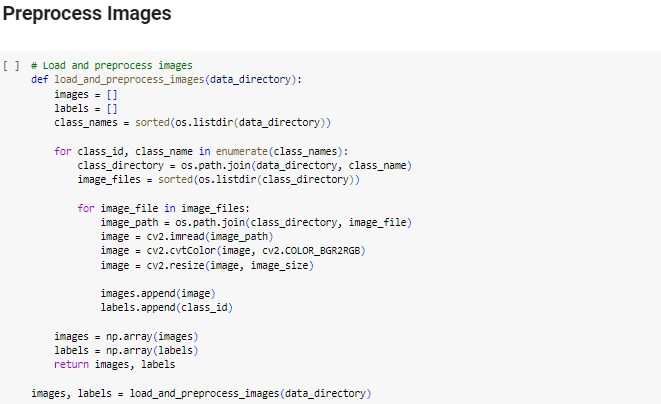 Preprocess Images
[ ] # Load and preprocess images
def load_and_preprocess_images(data_directory):
    images = []
    labels = []
    class_names = sorted(os.listdir(data_directory))

    for class_id, class_name in enumerate(class_names):
        class_directory = os.path.join(data_directory, class_name)
        image_files = sorted(os.listdir(class_directory))

        for image_file in image_files:
            image_path = os.path.join(class_directory, image_file)
            image = cv2.imread(image_path)
            image = cv2.cvtColor(image, cv2.COLOR_BGR2RGB)
            image = cv2.resize(image, image_size)

            images.append(image)
            labels.append(class_id)

    images = np.array(images)
    labels = np.array(labels)
    return images, labels

images, labels = load_and_preprocess_images(data_directory)